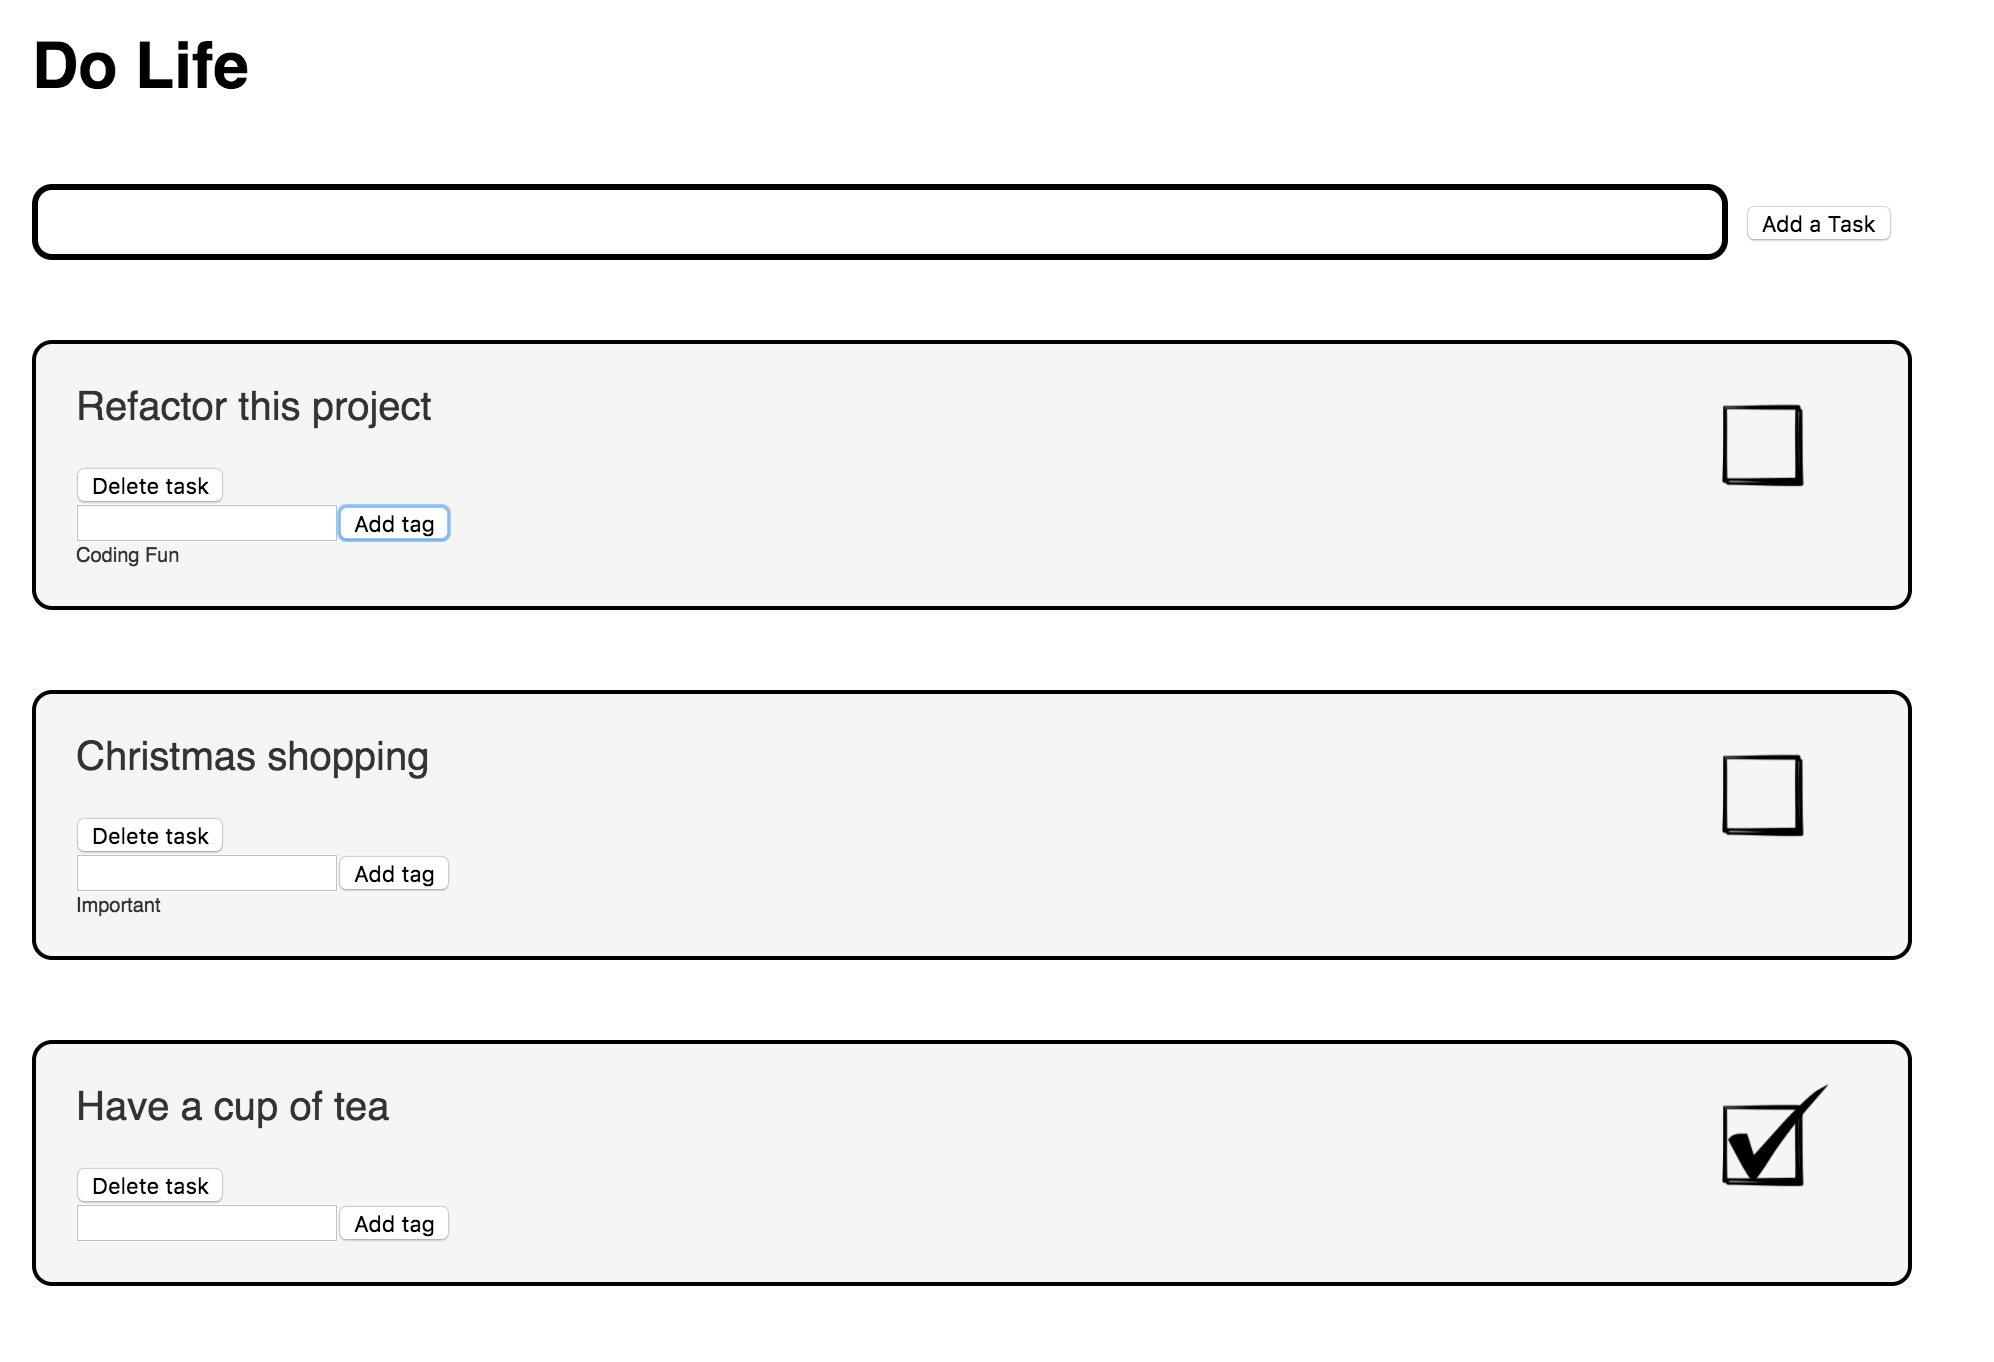 Do Life
Add a Task
Refactor this project
Delete task
Add tag
Coding Fun
Christmas shopping
Delete task
Add tag
Important
Have a cup of tea
Delete task
Add tag